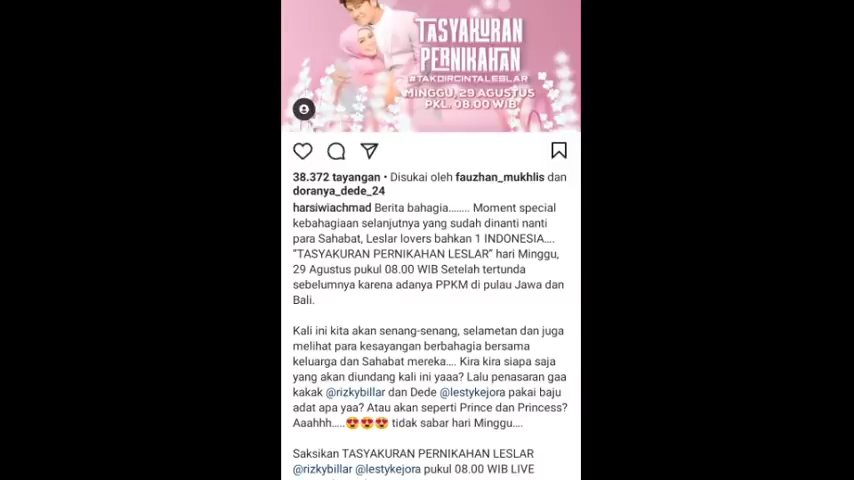 TASYAKURAN
PERNIKAHAN
#TAKDIRCINTALESLAR
MINGGU, 29 AGUSTUS
PKL. 08.00 WIB
38.372 tayangan • Disukai oleh fauzhan_mukhlis dan
doranya_dede_24
harsiwiachmad Berita bahagia........ Moment special
kebahagiaan selanjutnya yang sudah dinanti nanti
para Sahabat, Leslar lovers bahkan 1 INDONESIA....
"TASYAKURAN PERNIKAHAN LESLAR" hari Minggu,
29 Agustus pukul 08.00 WIB Setelah tertunda
sebelumnya karena adanya PPKM di pulau Jawa dan
Bali.
Kali ini kita akan senang-senang, selametan dan juga
melihat para kesayangan berbahagia bersama
keluarga dan Sahabat mereka.... Kira kira siapa saja
yang akan diundang kali ini yaaa? Lalu penasaran gaa
kakak @rizkybillar dan Dede @lestykejora pakai baju
adat apa yaa? Atau akan seperti Prince dan Princess?
Aaahhh.....😍😍😍 tidak sabar hari Minggu....
Saksikan TASYAKURAN PERNIKAHAN LESLAR
@rizkybillar @lestykejora pukul 08.00 WIB LIVE